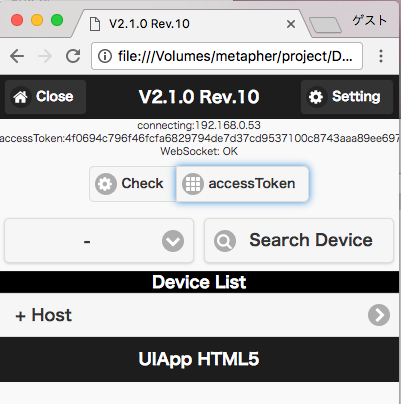 V2.1.0 Rev.10
ゲスト
file:///Volumes/metapher/project/D...
Close
V2.1.0 Rev.10
Setting
connecting:192.168.0.53
accessToken:4f0694c796f46fcfa6829794de7d37cd9537100c8743aaa89ee697
WebSocket: OK
Check
accessToken
-
Search Device
Device List
+ Host
UIApp HTML5